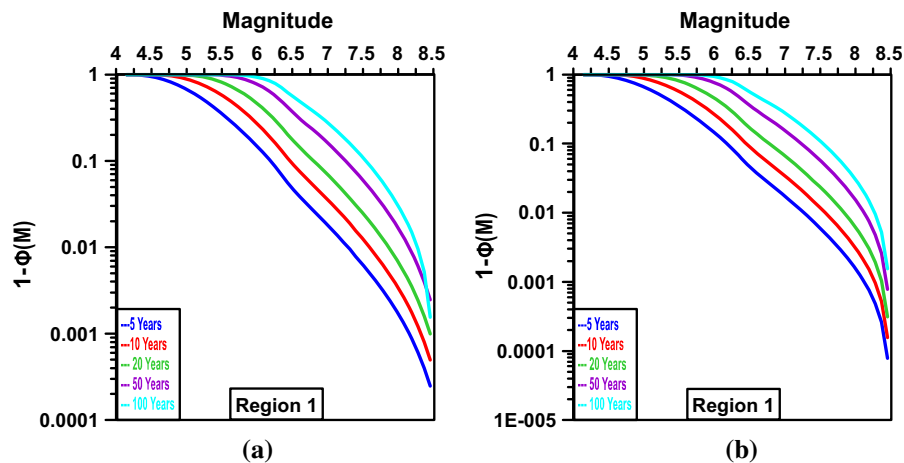 Magnitude
4 4.5 5 5.5 6 6.5 7 7.5 8 8.5
1
0.1
0.01
0.001
0.0001
1-Φ(M)
---5 Years
---10 Years
--- 20 Years
--- 50 Years
--- 100 Years
Region 1
(a)
Magnitude
4 4.5 5 5.5 6 6.5 7 7.5 8 8.5
1
0.1
0.01
0.001
0.0001
1E-005
1-Φ(M)
---5 Years
---10 Years
--- 20 Years
--- 50 Years
--- 100 Years
Region 1
(b)